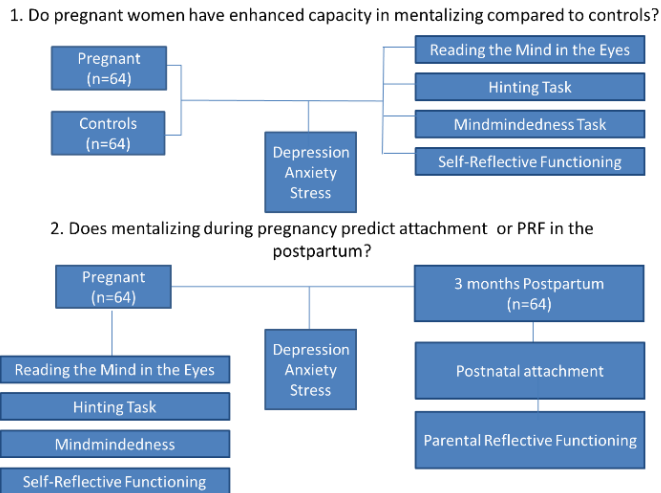 1. Do pregnant women have enhanced capacity in mentalizing compared to controls?
Pregnant
(n=64)
Controls
(n=64)
Depression
Anxiety
Stress
Reading the Mind in the Eyes
Hinting Task
Mindmindedness Task
Self-Reflective Functioning
2. Does mentalizing during pregnancy predict attachment or PRF in the
postpartum?
Pregnant
(n=64)
Reading the Mind in the Eyes
Hinting Task
Mindmindedness
Self-Reflective Functioning
Depression
Anxiety
Stress
3 months Postpartum
(n=64)
Postnatal attachment
Parental Reflective Functioning